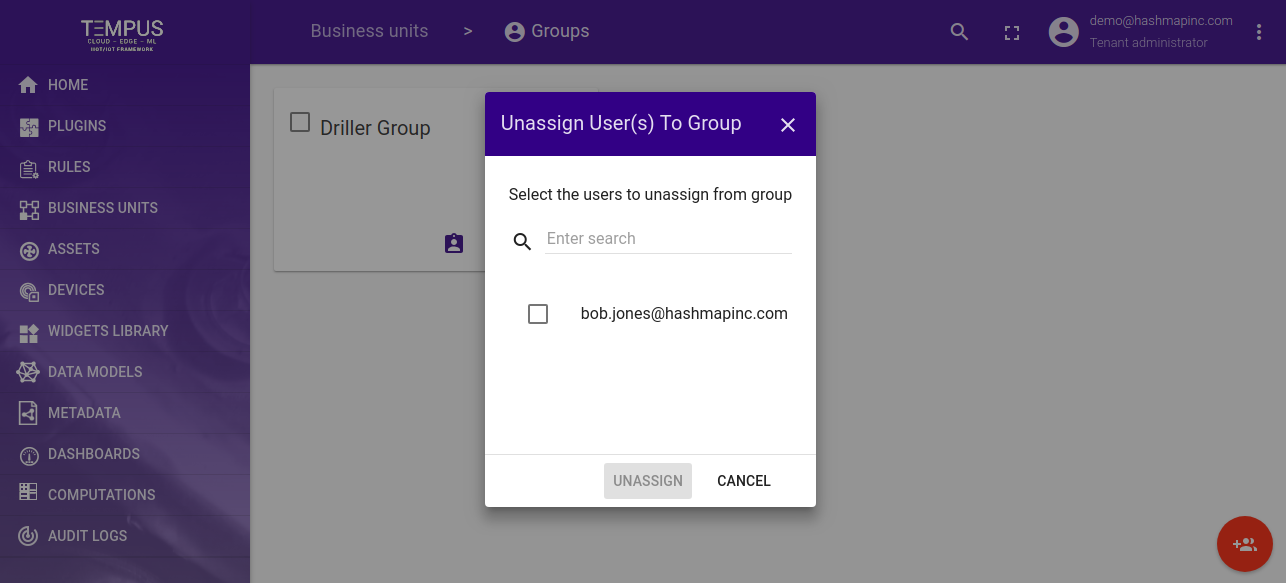 TEMPUS
CLOUD - EDGE - ML
IIOT/IOT FRAMEWORK
Business units > Groups
demo@hashmapinc.com
Tenant administrator
HOME
PLUGINS
RULES
BUSINESS UNITS
ASSETS
DEVICES
WIDGETS LIBRARY
DATA MODELS
METADATA
DASHBOARDS
COMPUTATIONS
AUDIT LOGS
Driller Group
Unassign User(s) To Group
Select the users to unassign from group
Enter search
bob.jones@hashmapinc.com
UNASSIGN CANCEL